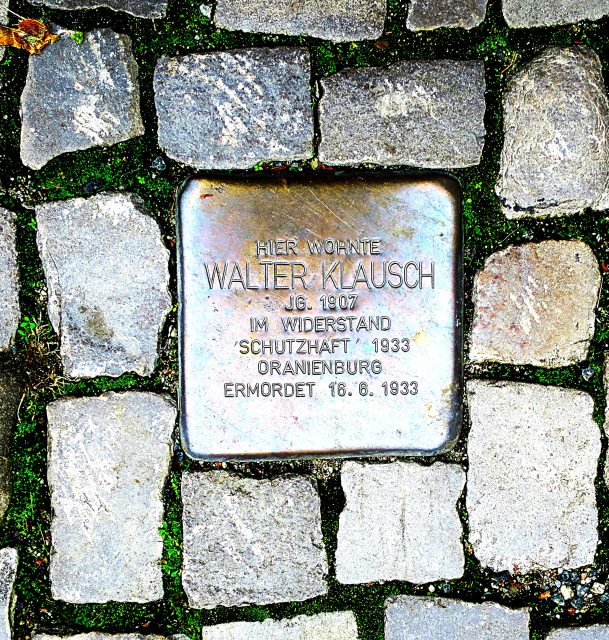 HIER WOHNTE
WALTER KLAUSCH
JG. 1907
IM WIDERSTAND
'SCHUTZHAFT' 1933
ORANIENBURG
ERMORDET 16.6.1933